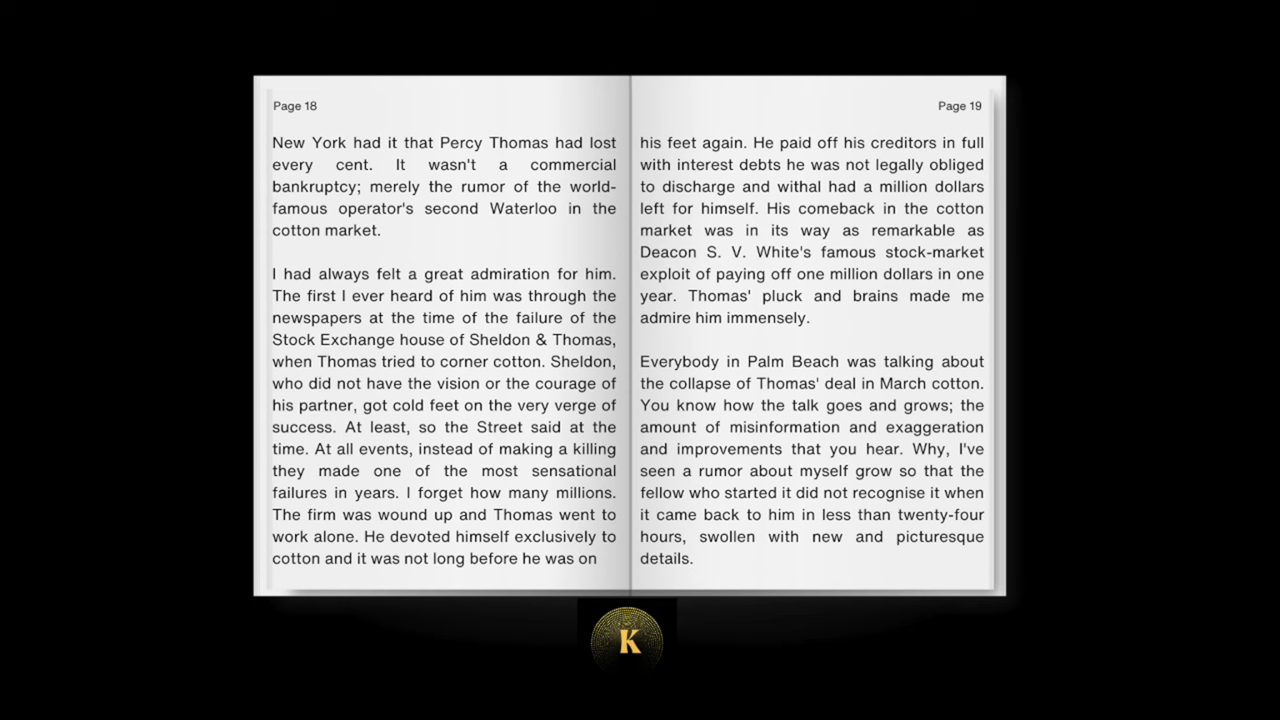 Page 18
New York had it that Percy Thomas had lost
every cent. It wasn't a commercial
bankruptcy; merely the rumor of the world-
famous operator's second Waterloo in the
cotton market.
I had always felt a great admiration for him.
The first I ever heard of him was through the
newspapers at the time of the failure of the
Stock Exchange house of Sheldon & Thomas,
when Thomas tried to corner cotton. Sheldon,
who did not have the vision or the courage of
his partner, got cold feet on the very verge of
success. At least, so the Street said at the
time. At all events, instead of making a killing
they made one of the most sensational
failures in years. I forget how many millions.
The firm was wound up and Thomas went to
work alone. He devoted himself exclusively to
cotton and it was not long before he was on
Page 19
his feet again. He paid off his creditors in full
with interest debts he was not legally obliged
to discharge and withal had a million dollars
left for himself. His comeback in the cotton
market was in its way as remarkable as
Deacon S. V. White's famous stock-market
exploit of paying off one million dollars in one
year. Thomas' pluck and brains made me
admire him immensely.
Everybody in Palm Beach was talking about
the collapse of Thomas' deal in March cotton.
You know how the talk goes and grows; the
amount of misinformation and exaggeration
and improvements that you hear. Why, I've
seen a rumor about myself grow so that the
fellow who started it did not recognise it when
it came back to him in less than twenty-four
hours, swollen with new and picturesque
details.
K